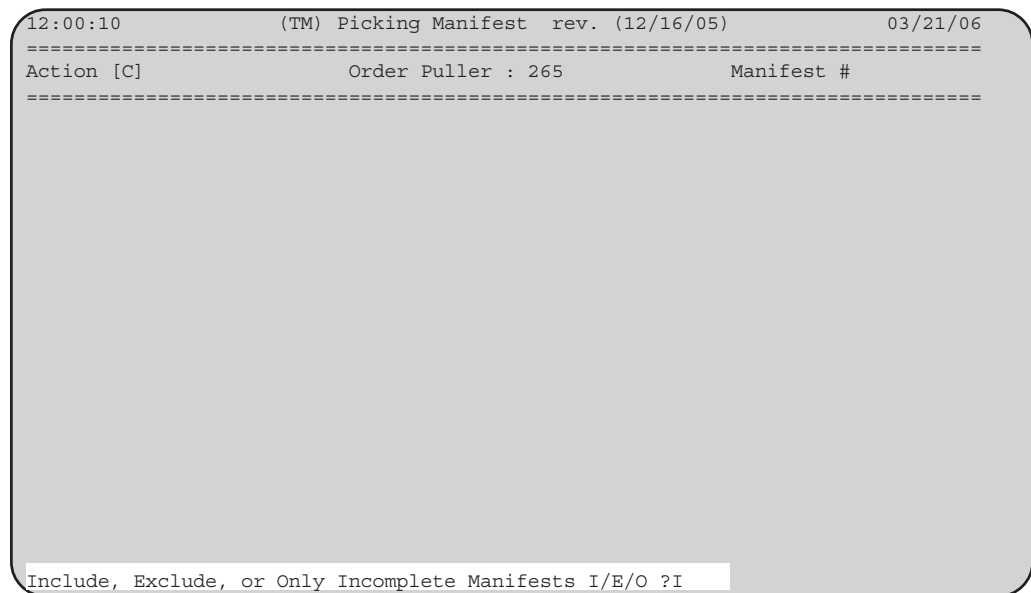 12:00:10 (TM) Picking Manifest rev. (12/16/05) 03/21/06
================================================================================
Action [C] Order Puller : 265 Manifest #
================================================================================
Include, Exclude, or Only Incomplete Manifests I/E/O ?I